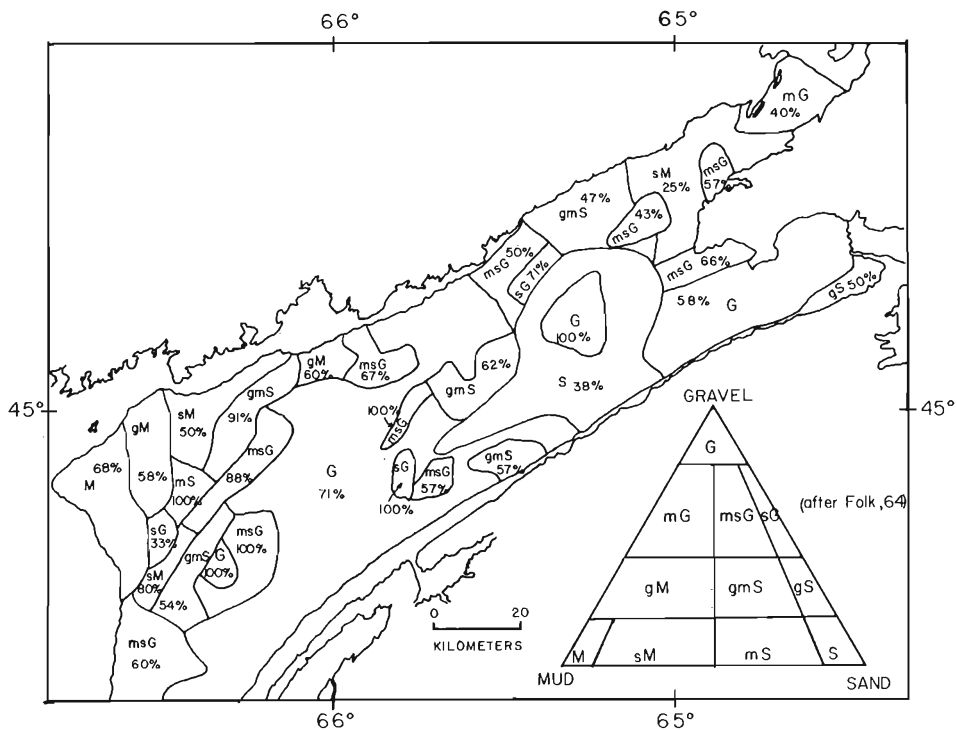 66° 65°
mG
40%
sM
25%
msG
57%
47%
gmS
43%
msG
msG 50%
sG 71%
msG 66%
58% G
gS 50%
G
100%
S 38%
gM
60%
msG
67%
62%
gmS
100%
msG
45° 45°
gmS
91%
sM
50%
gM
58%
68%
M
msG
88%
mS
100%
G
71%
sG
100%
msG
57%
gmS
57%
sG
33%
msG
100%
gmS
G
100%
sM
80%
54%
msG
60%
0 20
KILOMETERS
GRAVEL
G
(after Folk, 64)
mG msG sG
gM gmS gS
M sM mS S
MUD SAND
66° 65°